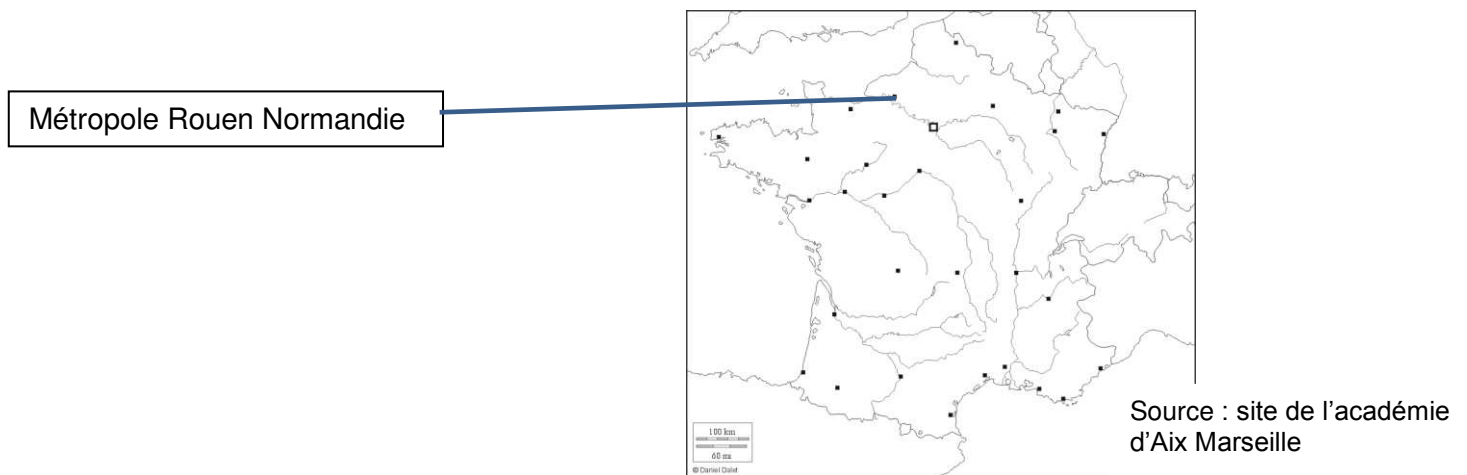 Métropole Rouen Normandie
100 km
60 mi
© Daniel Dalet
Source : site de l’académie
d’Aix Marseille